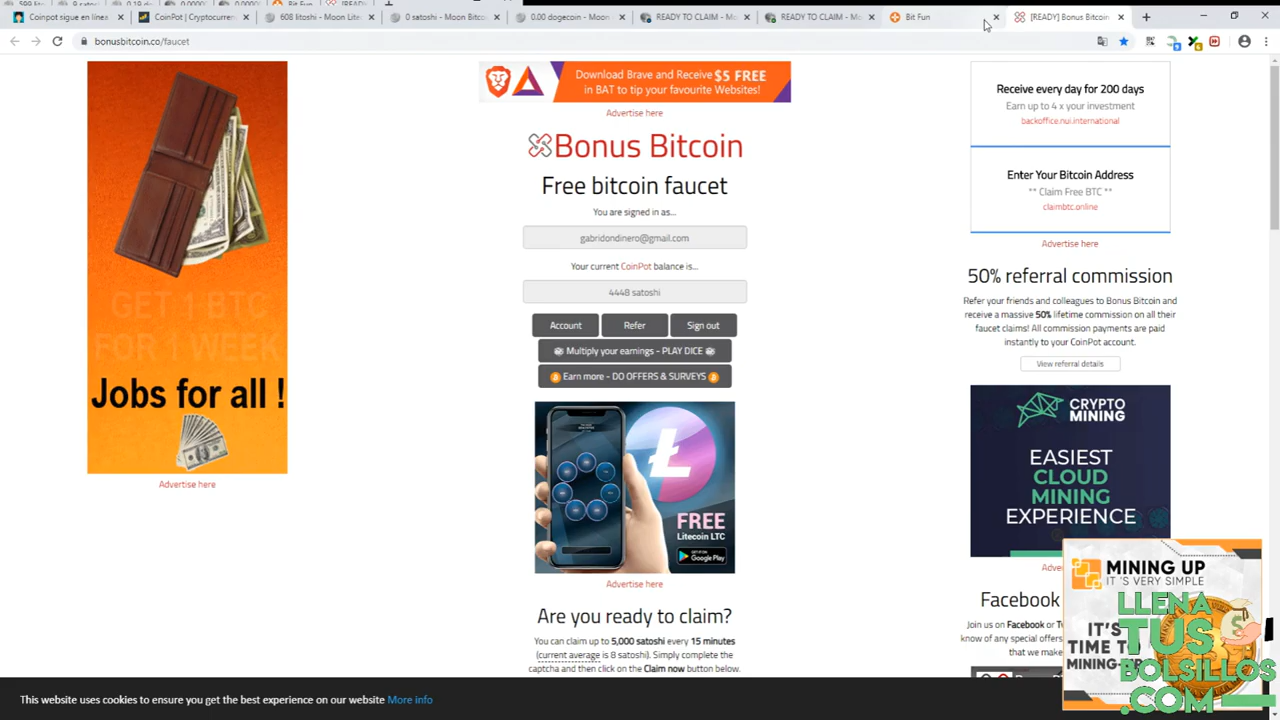 Coinpot sigue en linea
CoinPot | Cryptocurren
608 litoshi - Moon Lite
0 satoshi - Moon Bitco
0.00 dogecoin - Moon
READY TO CLAIM - M
READY TO CLAIM - M
Bit Fun
[READY] Bonus Bitcoin
bonusbitcoin.co/faucet
GET 1 BTC
FOR 1 WEEK
Jobs for all !
Advertise here
Download Brave and Receive $5 FREE
in BAT to tip your favourite Websites!
Advertise here
Bonus Bitcoin
Free bitcoin faucet
You are signed in as...
gabridondinero@gmail.com
Your current CoinPot balance is...
4448 satoshi
Account
Refer
Sign out
Multiply your earnings - PLAY DICE
Earn more - DO OFFERS & SURVEYS
FREE
Litecoin LTC
GET IT ON
Google Play
Advertise here
Are you ready to claim?
You can claim up to 5,000 satoshi every 15 minutes
(current average is 8 satoshi). Simply complete the
captcha and then click on the Claim now button below.
Receive every day for 200 days
Earn up to 4 x your investment
backoffice.nui.international
Enter Your Bitcoin Address
** Claim Free BTC **
claimbtc.online
Advertise here
50% referral commission
Refer your friends and colleagues to Bonus Bitcoin and
receive a massive 50% lifetime commission on all their
faucet claims! All commission payments are paid
instantly to your CoinPot account.
View referral details
CRYPTO
MINING
EASIEST
CLOUD
MINING
EXPERIENCE
Facebook
Join us on Facebook or
know of any special offers
that we make
MINING UP
IT'S VERY SIMPLE
IT'S
TIME TO
MINING-
LLENA
TUS
BOLSILLOS
.COM
This website uses cookies to ensure you get the best experience on our website More info